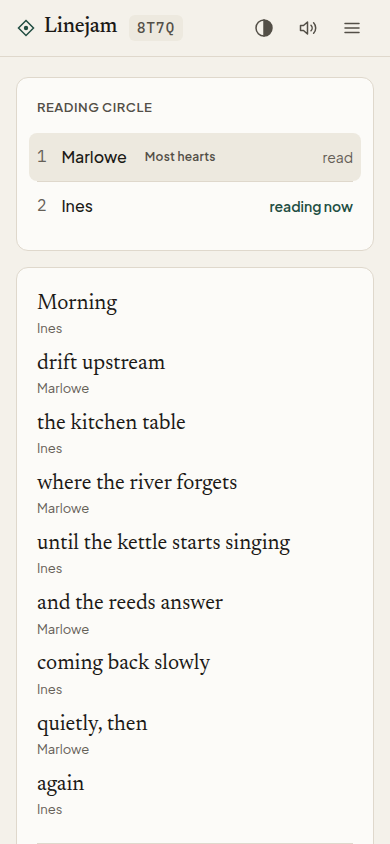 Linejam 8T7Q
READING CIRCLE
1 Marlowe Most hearts read
2 Ines reading now
Morning
Ines
drift upstream
Marlowe
the kitchen table
Ines
where the river forgets
Marlowe
until the kettle starts singing
Ines
and the reeds answer
Marlowe
coming back slowly
Ines
quietly, then
Marlowe
again
Ines